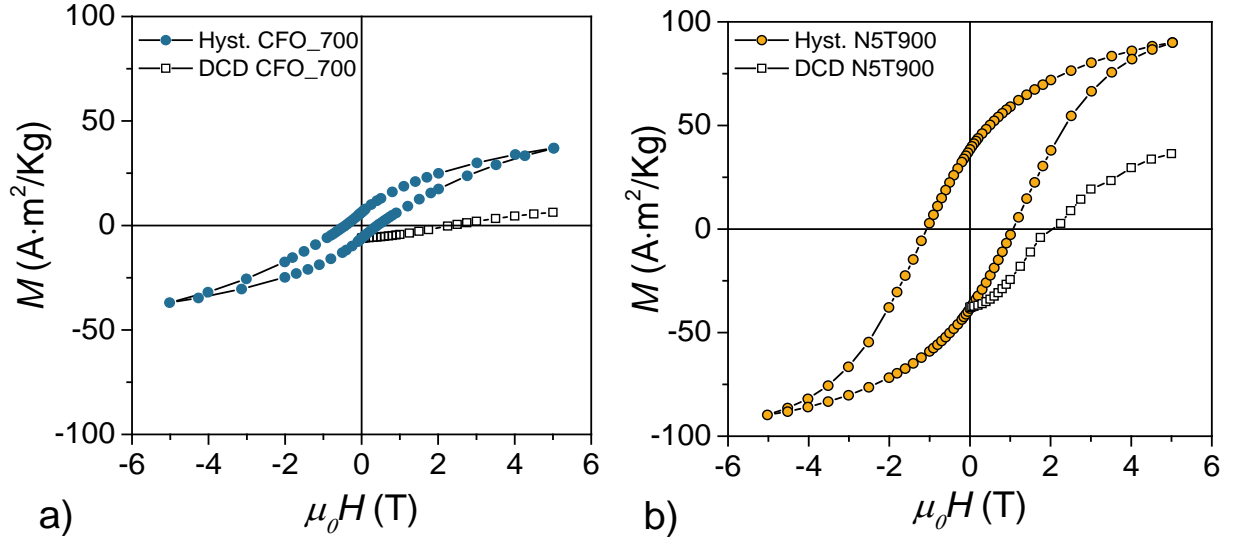 100
50
0
-50
-100
M (A·m²/Kg)
Hyst. CFO_700
DCD CFO_700
-6 -4 -2 0 2 4 6
μ₀H (T)
a)
100
50
0
-50
-100
M (A·m²/Kg)
Hyst. N5T900
DCD N5T900
-6 -4 -2 0 2 4 6
μ₀H (T)
b)